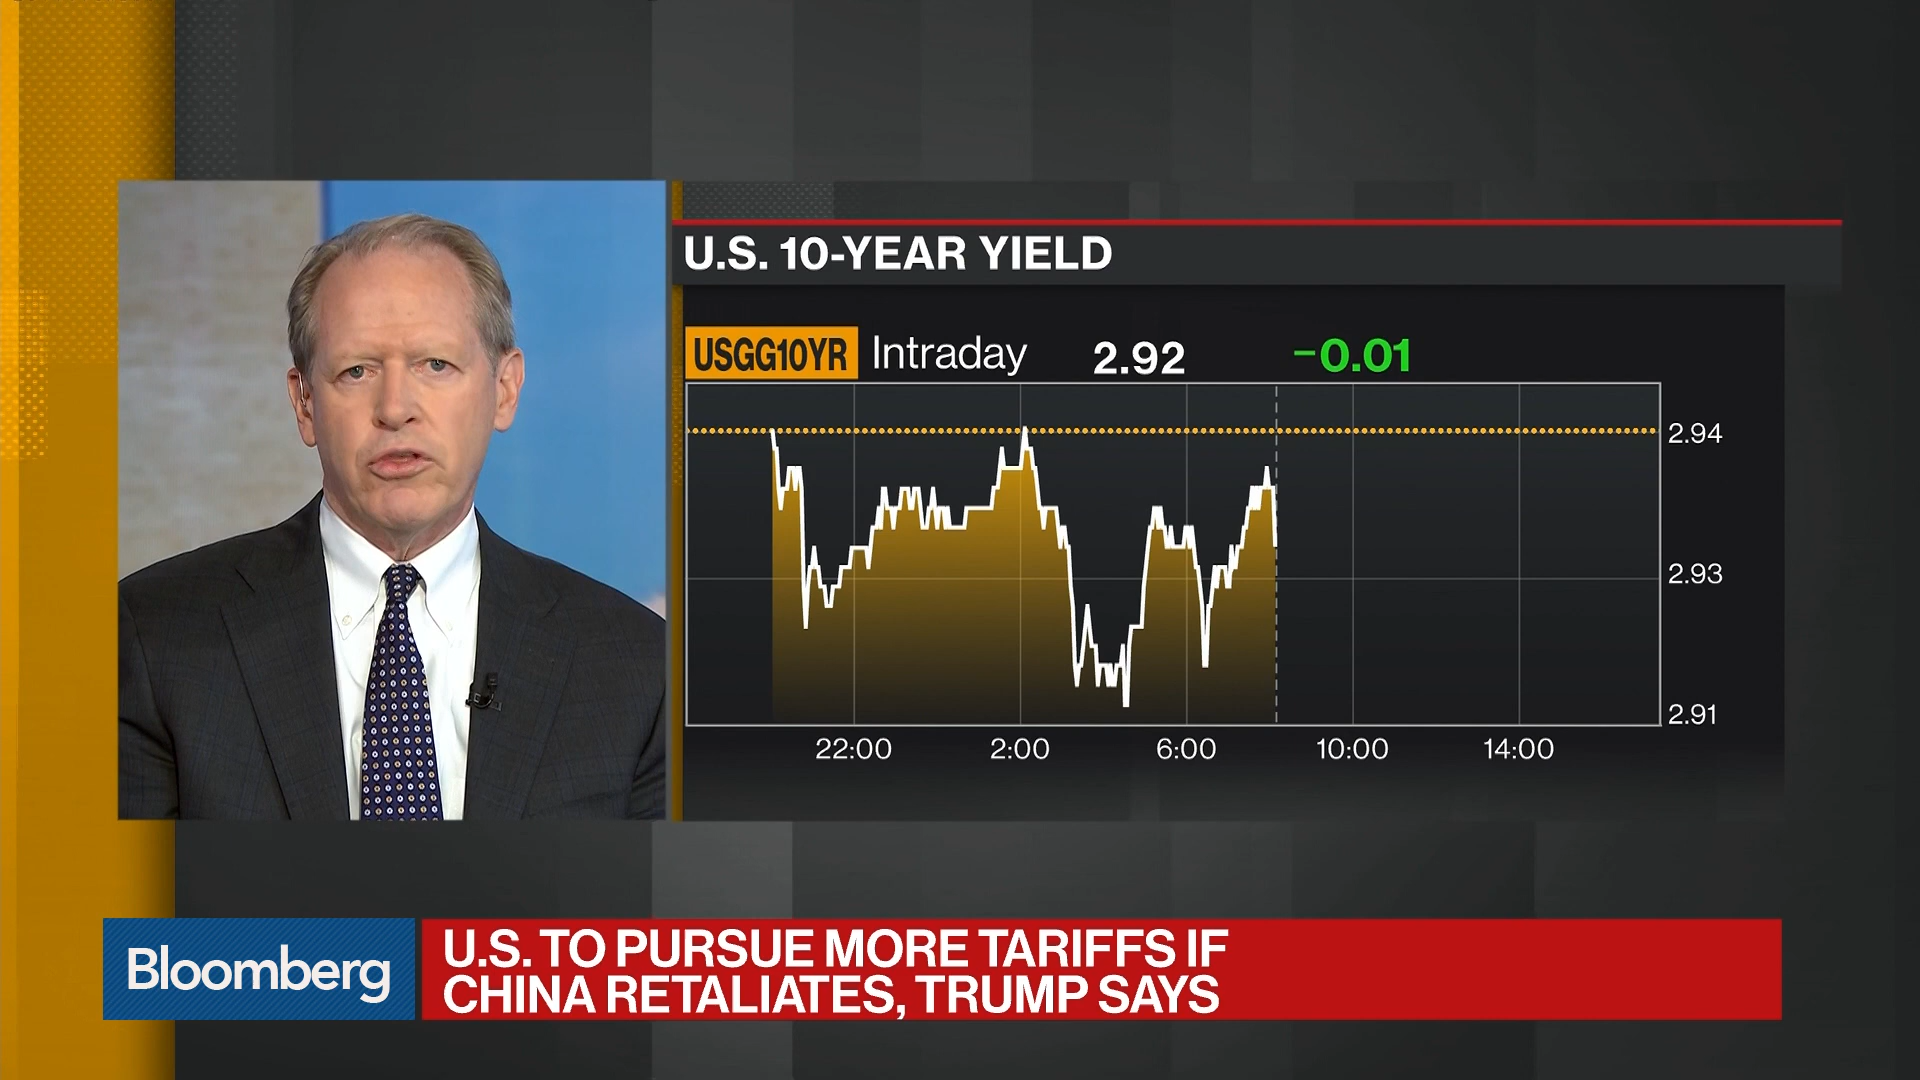 U.S. 10-YEAR YIELD
USGG10YR Intraday 2.92 -0.01
2.94
2.93
2.91
22:00 2:00 6:00 10:00 14:00
Bloomberg
U.S. TO PURSUE MORE TARIFFS IF
CHINA RETALIATES, TRUMP SAYS